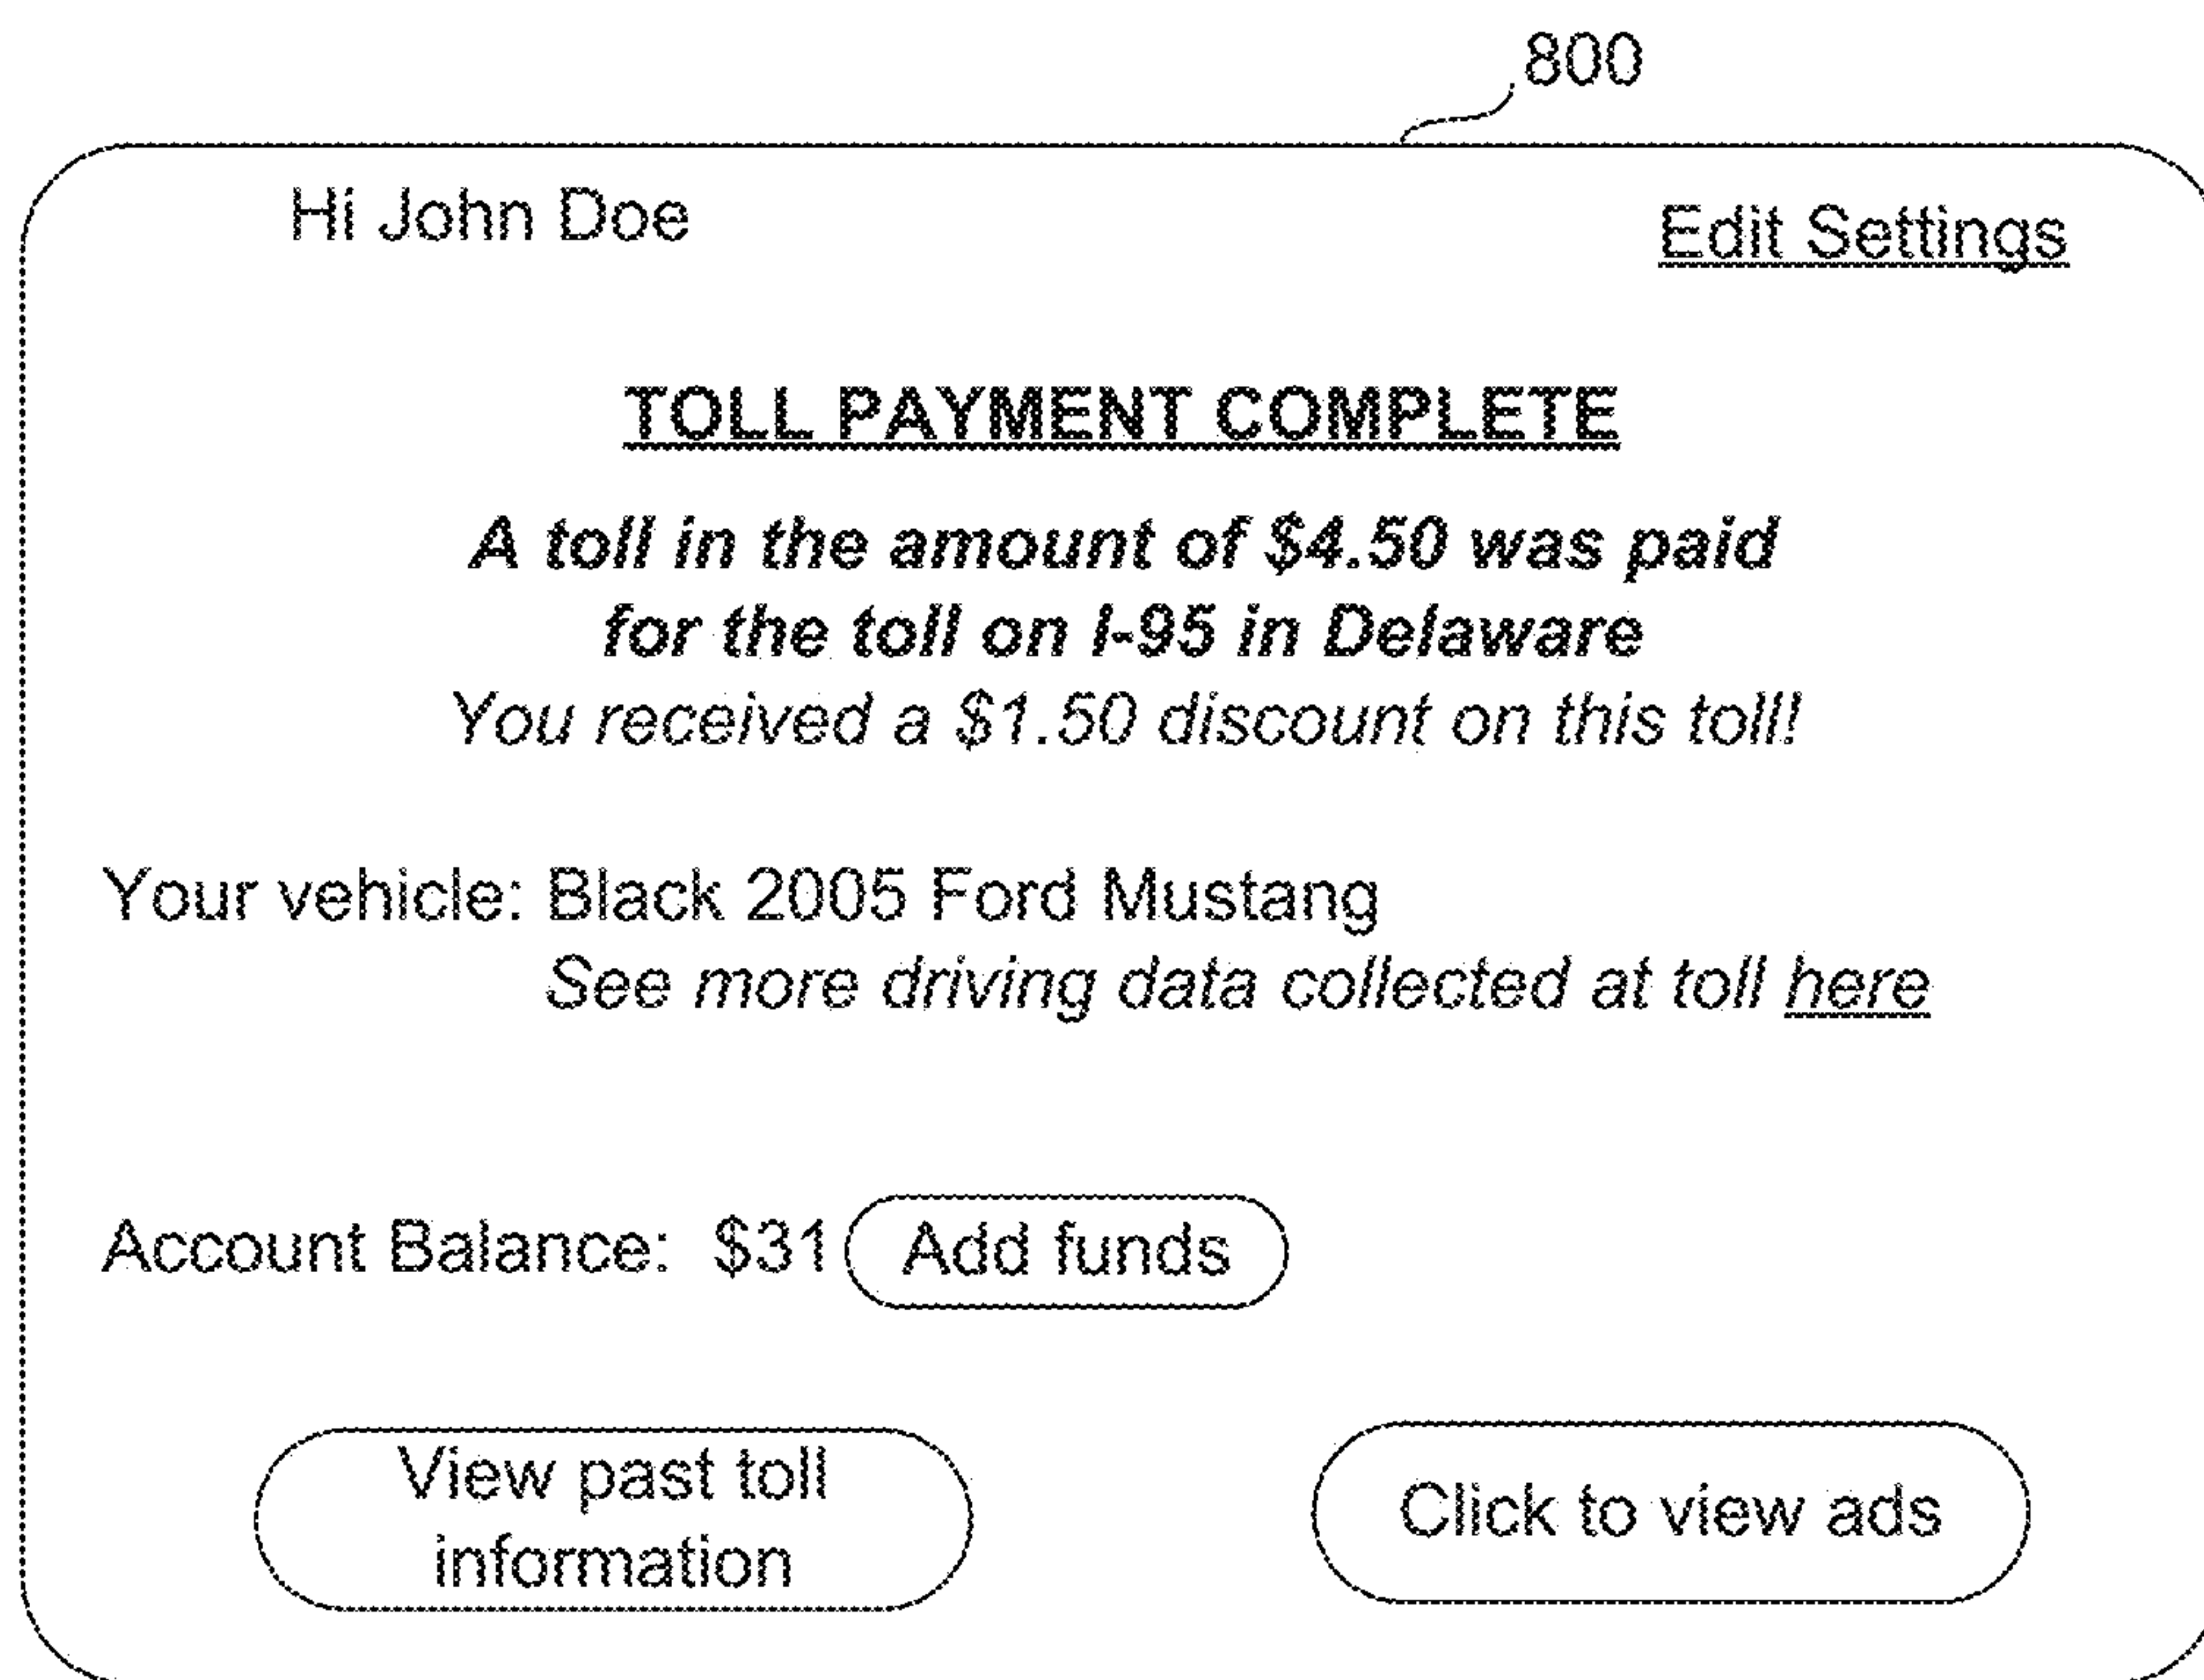 800
Hi John Doe
Edit Settings
TOLL PAYMENT COMPLETE
A toll in the amount of $4.50 was paid
for the toll on I-95 in Delaware
You received a $1.50 discount on this toll!
Your vehicle: Black 2005 Ford Mustang
See more driving data collected at toll here
Account Balance: $31 Add funds
View past toll
information
Click to view ads